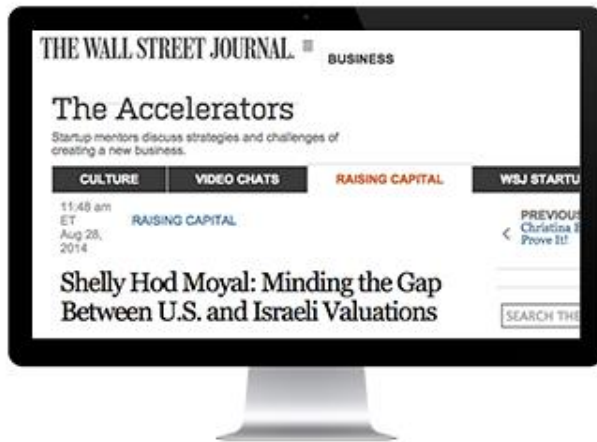 THE WALL STREET JOURNAL.
BUSINESS
The Accelerators
Startup mentors discuss strategies and challenges of
creating a new business.
CULTURE
VIDEO CHATS
RAISING CAPITAL
WSJ STARTU
11:48 am
ET
Aug 28,
2014
RAISING CAPITAL
PREVIOUS
Christina
Prove It!
Shelly Hod Moyal: Minding the Gap
Between U.S. and Israeli Valuations
SEARCH THE